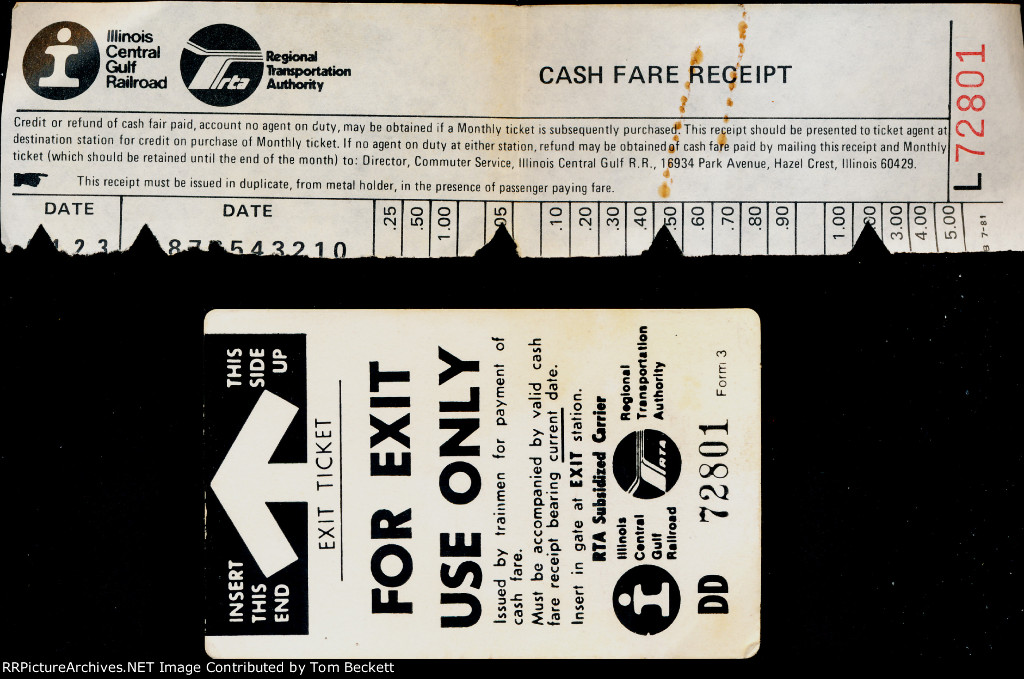 Illinois
Central
Gulf
Railroad
rta
Regional
Transportation
Authority
CASH FARE RECEIPT
L 72801
Credit or refund of cash fair paid, account no agent on duty, may be obtained if a Monthly ticket is subsequently purchased. This receipt should be presented to ticket agent at
destination station for credit on purchase of Monthly ticket. If no agent on duty at either station, refund may be obtained of cash fare paid by mailing this receipt and Monthly
ticket (which should be retained until the end of the month) to: Director, Commuter Service, Illinois Central Gulf R.R., 16934 Park Avenue, Hazel Crest, Illinois 60429.
This receipt must be issued in duplicate, from metal holder, in the presence of passenger paying fare.
DATE
DATE
.25 .50 1.00 .05 .10 .20 .30 .40 .50 .60 .70 .80 .90 1.00 3.00 4.00 5.00
7-81
2 3
8 7 543210
THIS
SIDE
UP
INSERT
THIS
END
EXIT TICKET
FOR EXIT
USE ONLY
Issued by trainmen for payment of
cash fare.
Must be accompanied by valid cash
fare receipt bearing current date.
Insert in gate at EXIT station.
RTA Subsidized Carrier
Illinois
Central
Gulf
Railroad
RTA
Regional
Transportation
Authority
DD 72801 Form 3
RRPictureArchives.NET Image Contributed by Tom Beckett